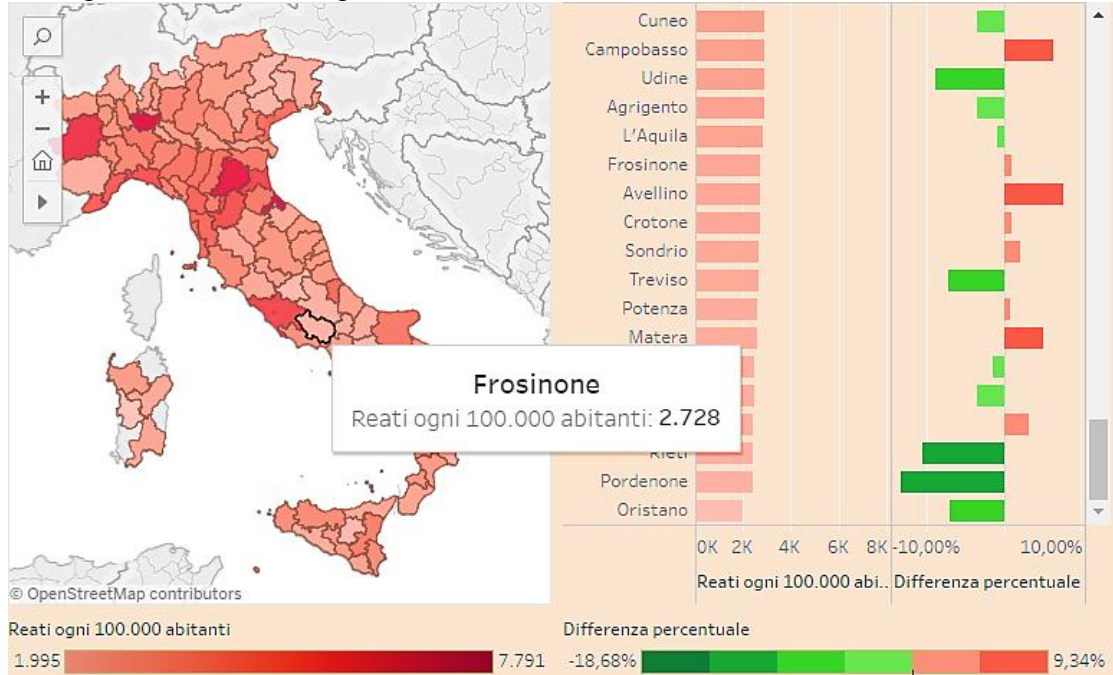 Cuneo
Campobasso
Udine
Agrigento
L'Aquila
Frosinone
Avellino
Crotone
Sondrio
Treviso
Potenza
Matera
Frosinone
Reati ogni 100.000 abitanti: 2.728
Rieti
Pordenone
Oristano
0K 2K 4K 6K 8K -10,00% 10,00%
Reati ogni 100.000 abi.. Differenza percentuale
© OpenStreetMap contributors
Reati ogni 100.000 abitanti
1.995 7.791
Differenza percentuale
-18,68% 9,34%